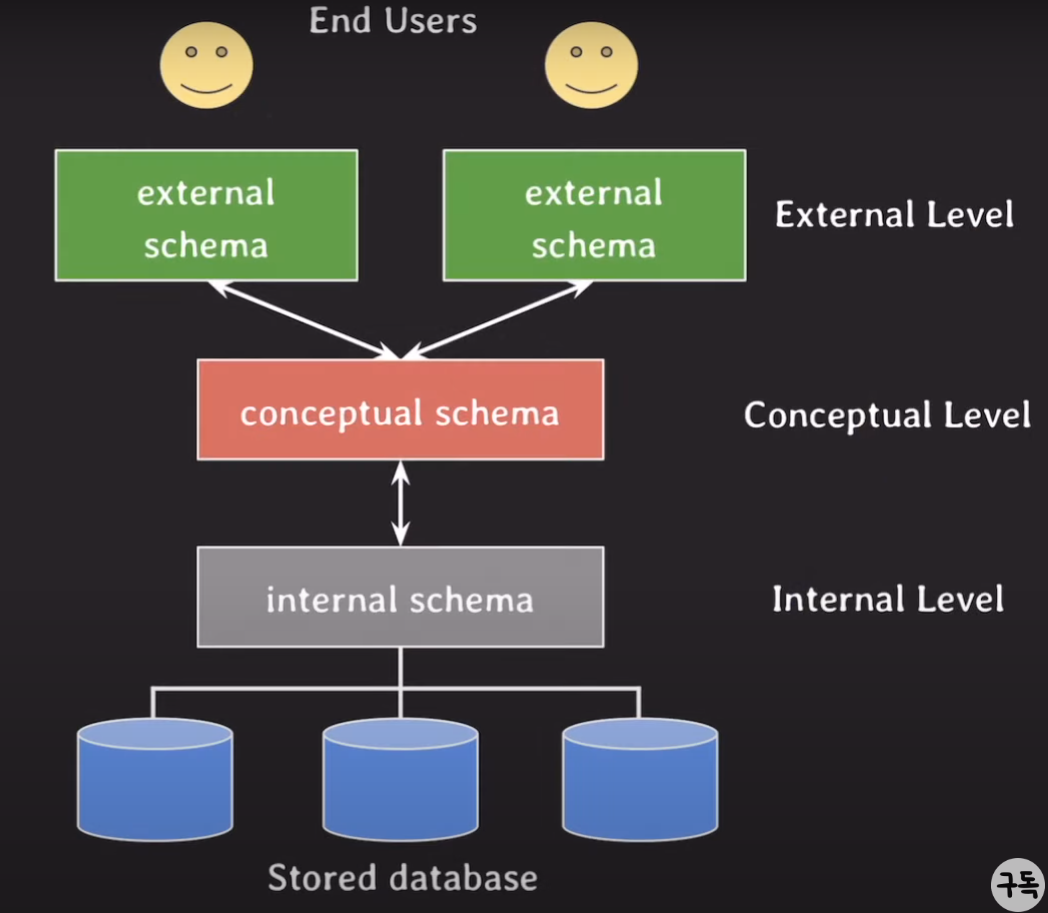 End Users
external
schema
external
schema
External Level
conceptual schema
Conceptual Level
internal schema
Internal Level
Stored database
구독